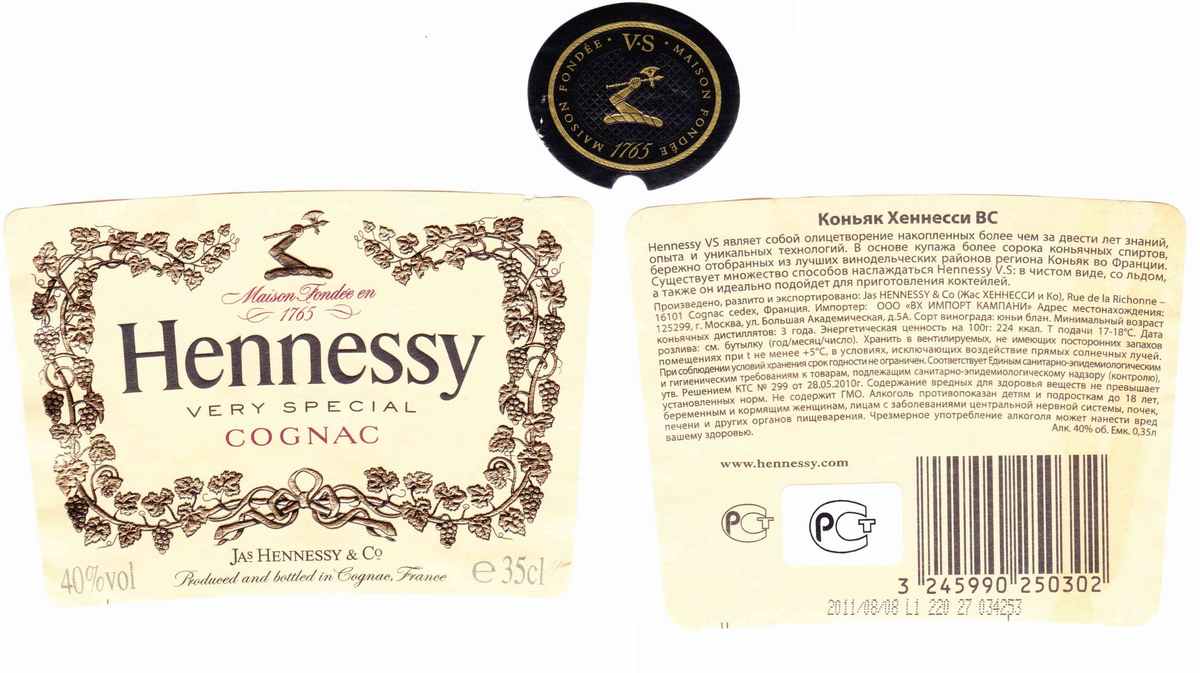 MAISON FONDÉE · V·S · MAISON FONDÉE
1765
Maison Fondée en
1765
Hennessy
VERY SPECIAL
COGNAC
JAS HENNESSY & CO
40%vol
Produced and bottled in Cognac, France
e 35cl
Коньяк Хеннесси ВС
Hennessy VS являет собой олицетворение накопленных более чем за двести лет знаний,
опыта и уникальных технологий. В основе купажа более сорока коньячных спиртов,
бережно отобранных из лучших винодельческих районов региона Коньяк во Франции.
Существует множество способов наслаждаться Hennessy V.S: в чистом виде, со льдом,
а также он идеально подойдет для приготовления коктейлей.
Произведено, разлито и экспортировано: Jas HENNESSY & Co (Жас ХЕННЕССИ и Ко), Rue de la Richonne –
16101 Cognac cedex, Франция. Импортер: ООО «ВХ ИМПОРТ КАМПАНИ» Адрес местонахождения:
125299, г. Москва, ул. Большая Академическая, д.5А. Сорт винограда: юньи блан. Минимальный возраст
коньячных дистиллятов: 3 года. Энергетическая ценность на 100г: 224 ккал. Т подачи 17-18°С. Дата
розлива: см. бутылку (год/месяц/число). Хранить в вентилируемых, не имеющих посторонних запахов
помещениях при t не менее +5°С, в условиях, исключающих воздействие прямых солнечных лучей.
При соблюдении условий хранения срок годности не ограничен. Соответствует Единым санитарно-эпидемиологическим
и гигиеническим требованиям к товарам, подлежащим санитарно-эпидемиологическому надзору (контролю),
утв. Решением КТС № 299 от 28.05.2010г. Содержание вредных для здоровья веществ не превышает
установленных норм. Не содержит ГМО. Алкоголь противопоказан детям и подросткам до 18 лет,
беременным и кормящим женщинам, лицам с заболеваниями центральной нервной системы, почек,
печени и других органов пищеварения. Чрезмерное употребление алкоголя может нанести вред
вашему здоровью.
Алк. 40% об. Емк. 0,35л
www.hennessy.com
РСТ
РСТ
3 245990 250302
2011/08/08 L1 220 27 034253